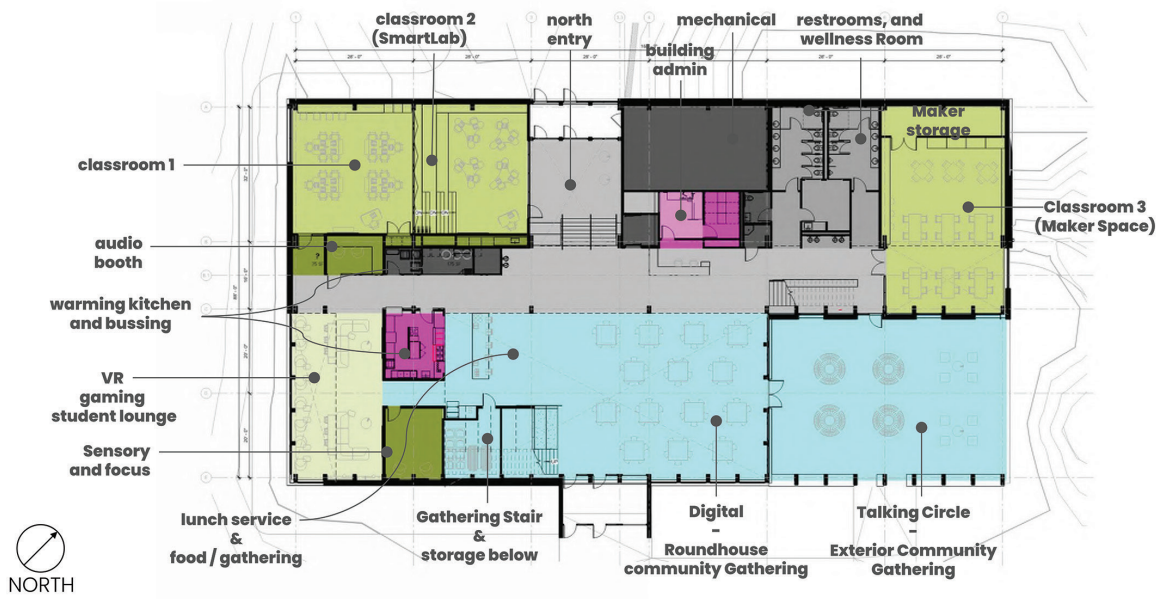 classroom 2
(SmartLab)
north
entry
mechanical
restrooms, and
wellness Room
building
admin
Maker
storage
classroom 1
Classroom 3
(Maker Space)
audio
booth
warming kitchen
and bussing
VR
gaming
student lounge
Sensory
and focus
lunch service
&
food / gathering
Gathering Stair
&
storage below
Digital
-
Roundhouse
community Gathering
Talking Circle
-
Exterior Community
Gathering
NORTH